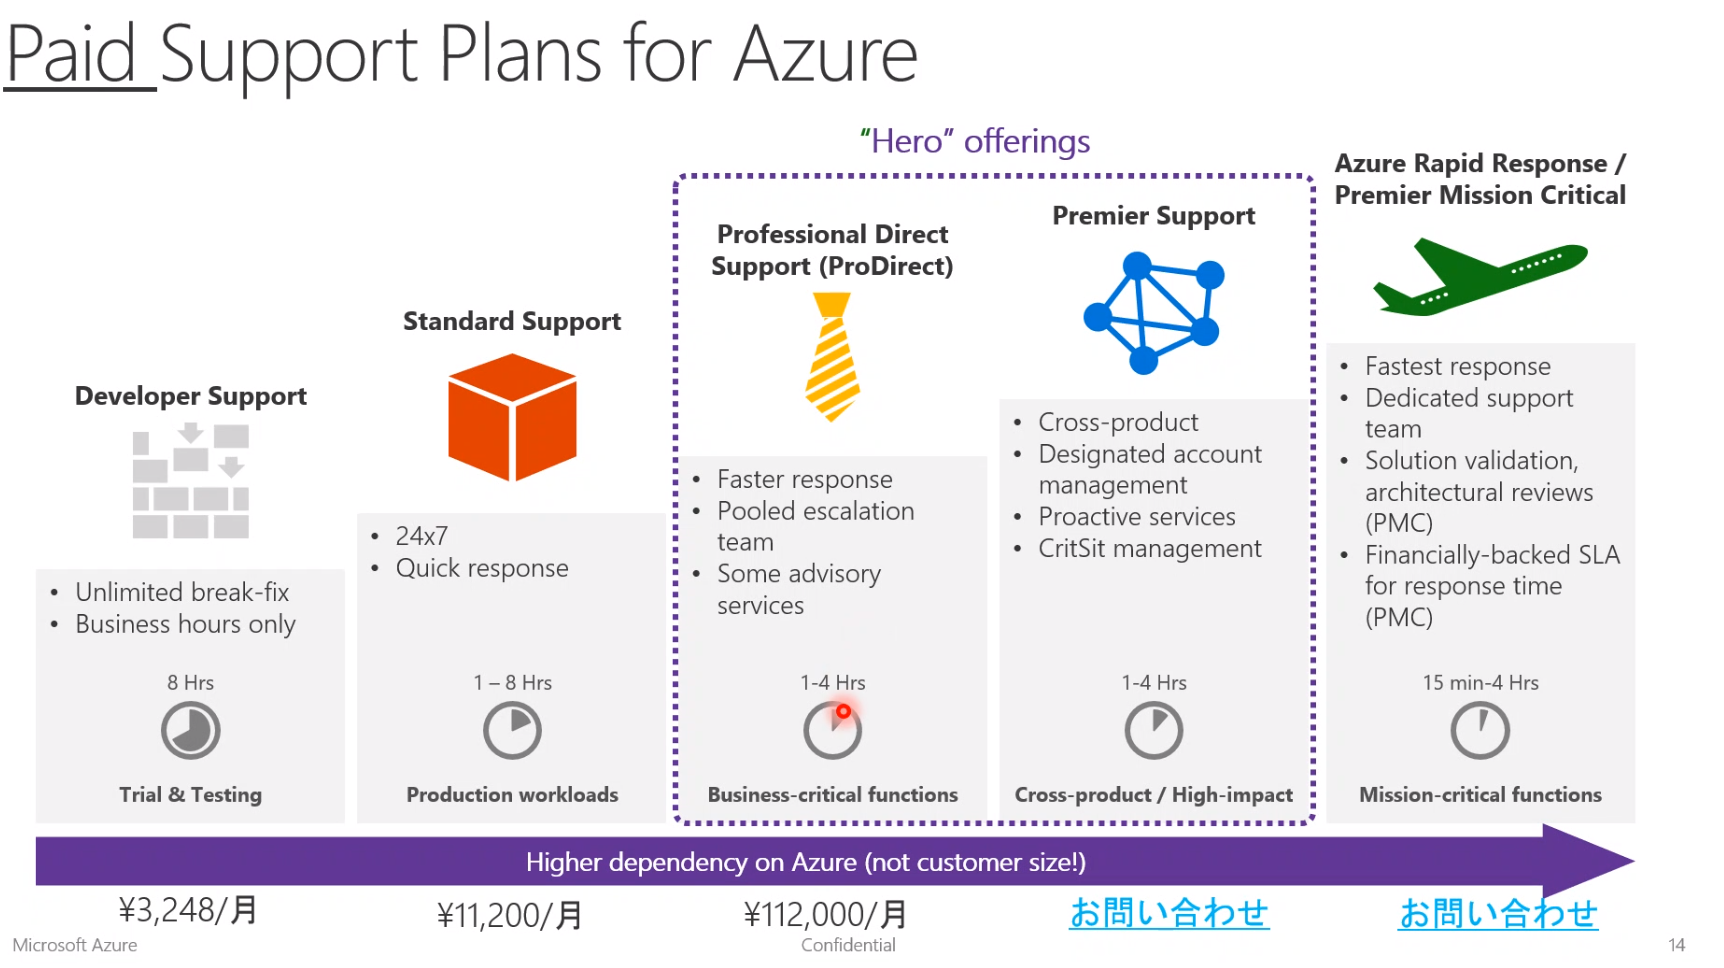 Paid Support Plans for Azure
“Hero” offerings
Developer Support
• Unlimited break-fix
• Business hours only
8 Hrs
Trial & Testing
Standard Support
• 24x7
• Quick response
1 – 8 Hrs
Production workloads
Professional Direct
Support (ProDirect)
• Faster response
• Pooled escalation
team
• Some advisory
services
1-4 Hrs
Business-critical functions
Premier Support
• Cross-product
• Designated account
management
• Proactive services
• CritSit management
1-4 Hrs
Cross-product / High-impact
Azure Rapid Response /
Premier Mission Critical
• Fastest response
• Dedicated support
team
• Solution validation,
architectural reviews
(PMC)
• Financially-backed SLA
for response time
(PMC)
15 min-4 Hrs
Mission-critical functions
Higher dependency on Azure (not customer size!)
¥3,248/月
¥11,200/月
¥112,000/月
お問い合わせ
お問い合わせ
Microsoft Azure
Confidential
14